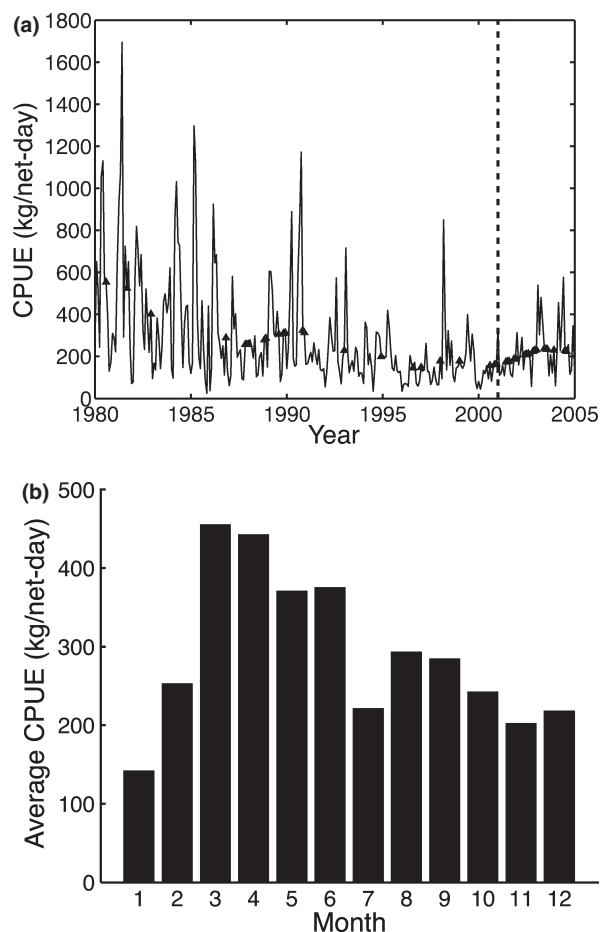 (a)
CPUE (kg/net-day)
1800
1600
1400
1200
1000
800
600
400
200
0
1980 1985 1990 1995 2000 2005
Year
(b)
Average CPUE (kg/net-day)
500
400
300
200
100
0
1 2 3 4 5 6 7 8 9 10 11 12
Month